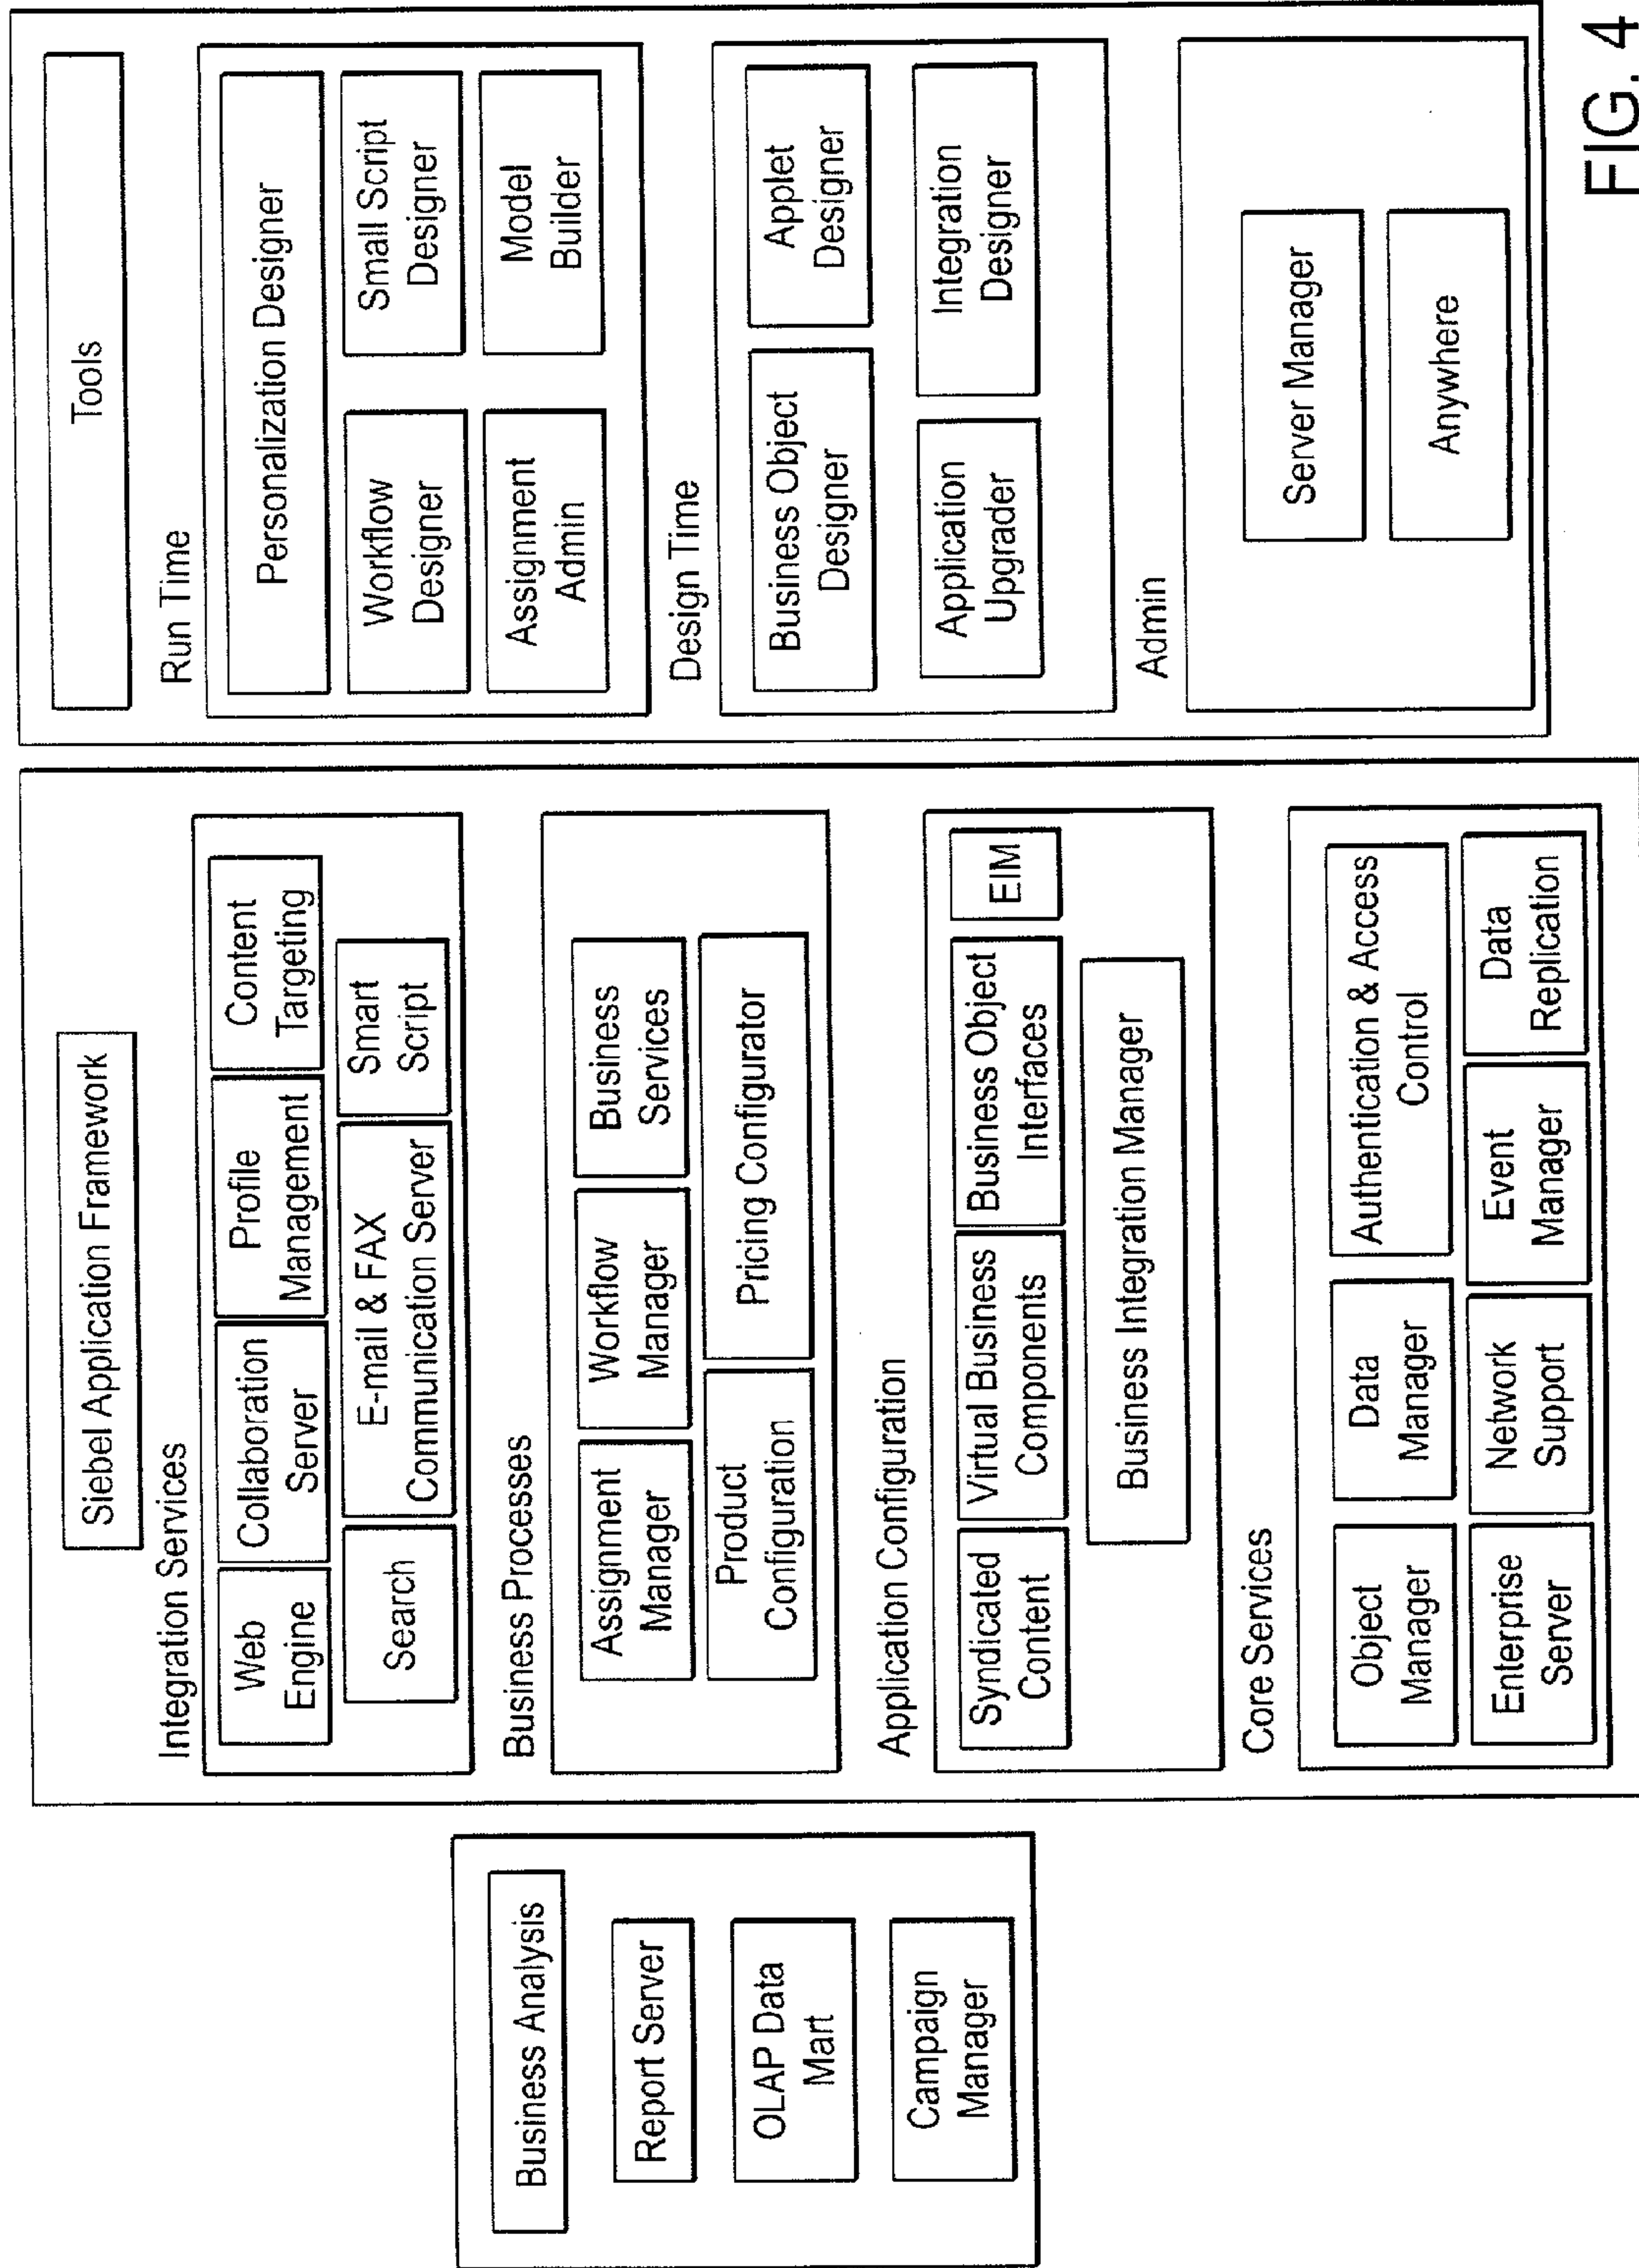 Business Analysis
Report Server
OLAP Data
Mart
Campaign
Manager
Siebel Application Framework
Integration Services
Web
Engine
Collaboration
Server
Profile
Management
Content
Targeting
Search
E-mail & FAX
Communication Server
Smart
Script
Business Processes
Assignment
Manager
Workflow
Manager
Business
Services
Product
Configuration
Pricing Configurator
Application Configuration
Syndicated
Content
Virtual Business
Components
Business Object
Interfaces
EIM
Business Integration Manager
Core Services
Object
Manager
Data
Manager
Authentication & Access
Control
Enterprise
Server
Network
Support
Event
Manager
Data
Replication
Tools
Run Time
Personalization Designer
Workflow
Designer
Small Script
Designer
Assignment
Admin
Model
Builder
Design Time
Business Object
Designer
Applet
Designer
Application
Upgrader
Integration
Designer
Admin
Server Manager
Anywhere
FIG. 4